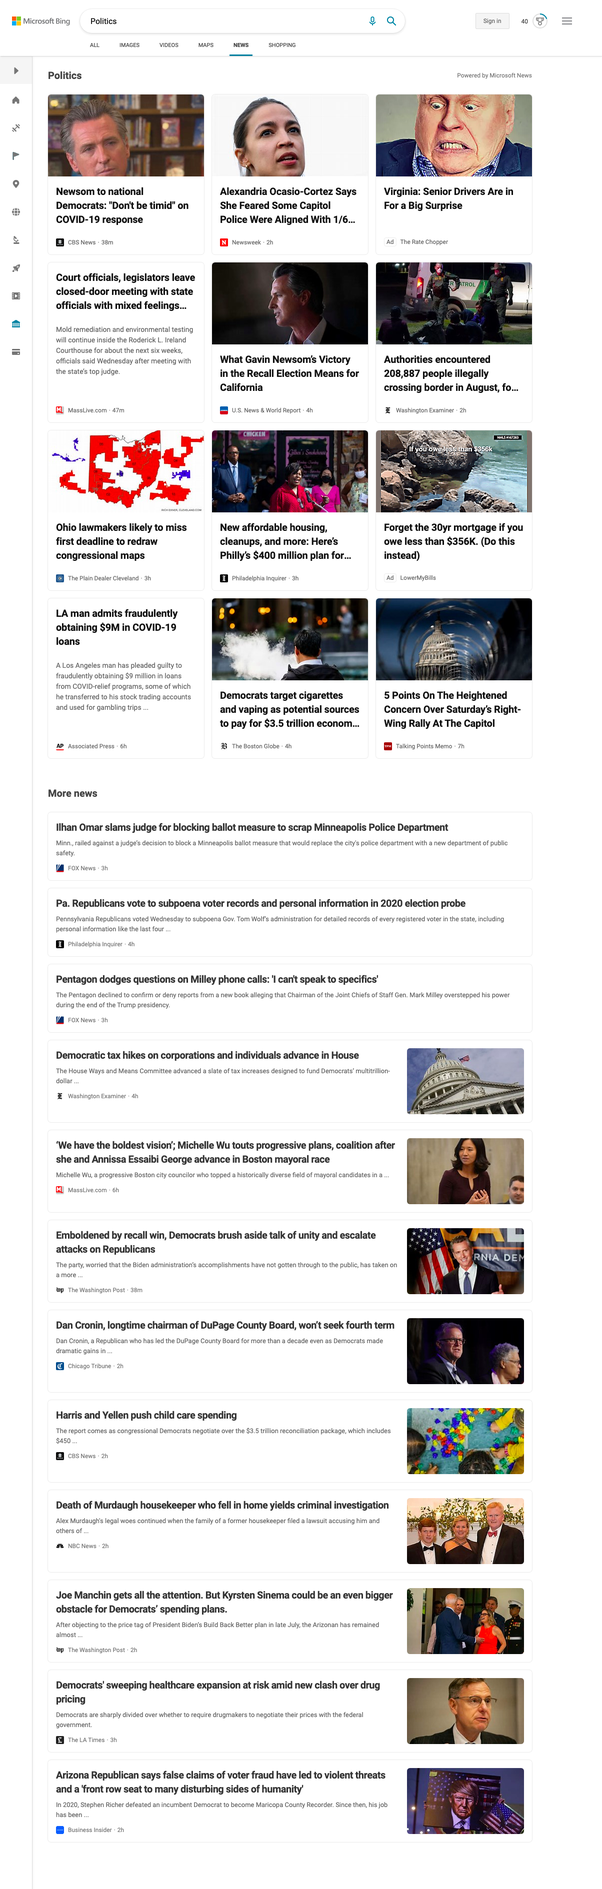 Microsoft Bing
Politics
Sign in
40
ALL
IMAGES
VIDEOS
MAPS
NEWS
SHOPPING
Politics
Powered by Microsoft News
Newsom to national
Democrats: "Don't be timid" on
COVID-19 response
CBS News · 38m
Alexandria Ocasio-Cortez Says
She Feared Some Capitol
Police Were Aligned With 1/6...
Newsweek · 2h
Virginia: Senior Drivers Are in
For a Big Surprise
Ad The Rate Chopper
Court officials, legislators leave
closed-door meeting with state
officials with mixed feelings...
Mold remediation and environmental testing
will continue inside the Roderick L. Ireland
Courthouse for about the next six weeks,
officials said Wednesday after meeting with
the state's top judge.
MassLive.com · 47m
What Gavin Newsom's Victory
in the Recall Election Means for
California
U.S. News & World Report · 4h
Authorities encountered
208,887 people illegally
crossing border in August, fo...
Washington Examiner · 2h
Ohio lawmakers likely to miss
first deadline to redraw
congressional maps
The Plain Dealer Cleveland · 3h
CHICKEN
New affordable housing,
cleanups, and more: Here's
Philly's $400 million plan for...
Philadelphia Inquirer · 3h
If you owe less than $356k
Forget the 30yr mortgage if you
owe less than $356K. (Do this
instead)
Ad LowerMyBills
LA man admits fraudulently
obtaining $9M in COVID-19
loans
A Los Angeles man has pleaded guilty to
fraudulently obtaining $9 million in loans
from COVID-relief programs, some of which
he transferred to his stock trading accounts
and used for gambling trips ...
AP Associated Press · 6h
Democrats target cigarettes
and vaping as potential sources
to pay for $3.5 trillion econom...
B The Boston Globe · 4h
5 Points On The Heightened
Concern Over Saturday's Right-
Wing Rally At The Capitol
Talking Points Memo · 7h
More news
Ilhan Omar slams judge for blocking ballot measure to scrap Minneapolis Police Department
Minn., railed against a judge's decision to block a Minneapolis ballot measure that would replace the city's police department with a new department of public
safety.
FOX News · 3h
Pa. Republicans vote to subpoena voter records and personal information in 2020 election probe
Pennsylvania Republicans voted Wednesday to subpoena Gov. Tom Wolf's administration for detailed records of every registered voter in the state, including
personal information like the last four ...
Philadelphia Inquirer · 4h
Pentagon dodges questions on Milley phone calls: 'I can't speak to specifics'
The Pentagon declined to confirm or deny reports from a new book alleging that Chairman of the Joint Chiefs of Staff Gen. Mark Milley overstepped his power
during the end of the Trump presidency.
FOX News · 3h
Democratic tax hikes on corporations and individuals advance in House
The House Ways and Means Committee advanced a slate of tax increases designed to fund Democrats' multitrillion-
dollar ...
Washington Examiner · 4h
'We have the boldest vision'; Michelle Wu touts progressive plans, coalition after
she and Annissa Essaibi George advance in Boston mayoral race
Michelle Wu, a progressive Boston city councilor who topped a historically diverse field of mayoral candidates in a ...
MassLive.com · 6h
Emboldened by recall win, Democrats brush aside talk of unity and escalate
attacks on Republicans
The party, worried that the Biden administration's accomplishments have not gotten through to the public, has taken on
a more ...
wp The Washington Post · 38m
RNIA DEM
Dan Cronin, longtime chairman of DuPage County Board, won't seek fourth term
Dan Cronin, a Republican who has led the DuPage County Board for more than a decade even as Democrats made
dramatic gains in ...
Chicago Tribune · 2h
Harris and Yellen push child care spending
The report comes as congressional Democrats negotiate over the $3.5 trillion reconciliation package, which includes
$450 ...
CBS News · 2h
Death of Murdaugh housekeeper who fell in home yields criminal investigation
Alex Murdaugh's legal woes continued when the family of a former housekeeper filed a lawsuit accusing him and
others of ...
NBC News · 2h
Joe Manchin gets all the attention. But Kyrsten Sinema could be an even bigger
obstacle for Democrats' spending plans.
After objecting to the price tag of President Biden's Build Back Better plan in late July, the Arizonan has remained
almost ...
wp The Washington Post · 2h
Democrats' sweeping healthcare expansion at risk amid new clash over drug
pricing
Democrats are sharply divided over whether to require drugmakers to negotiate their prices with the federal
government.
The LA Times · 3h
Arizona Republican says false claims of voter fraud have led to violent threats
and a 'front row seat to many disturbing sides of humanity'
In 2020, Stephen Richer defeated an incumbent Democrat to become Maricopa County Recorder. Since then, his job
has been ...
Business Insider · 2h